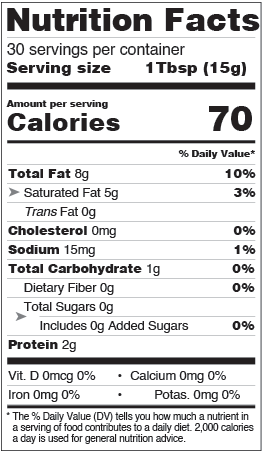 Nutrition Facts
30 servings per container
Serving size 1Tbsp (15g)
Amount per serving
Calories 70
% Daily Value*
Total Fat 8g 10%
Saturated Fat 5g 3%
Trans Fat 0g
Cholesterol 0mg 0%
Sodium 15mg 1%
Total Carbohydrate 1g 0%
Dietary Fiber 0g 0%
Total Sugars 0g
Includes 0g Added Sugars 0%
Protein 2g
Vit. D 0mcg 0% • Calcium 0mg 0%
Iron 0mg 0% • Potas. 0mg 0%
* The % Daily Value (DV) tells you how much a nutrient in
a serving of food contributes to a daily diet. 2,000 calories
a day is used for general nutrition advice.